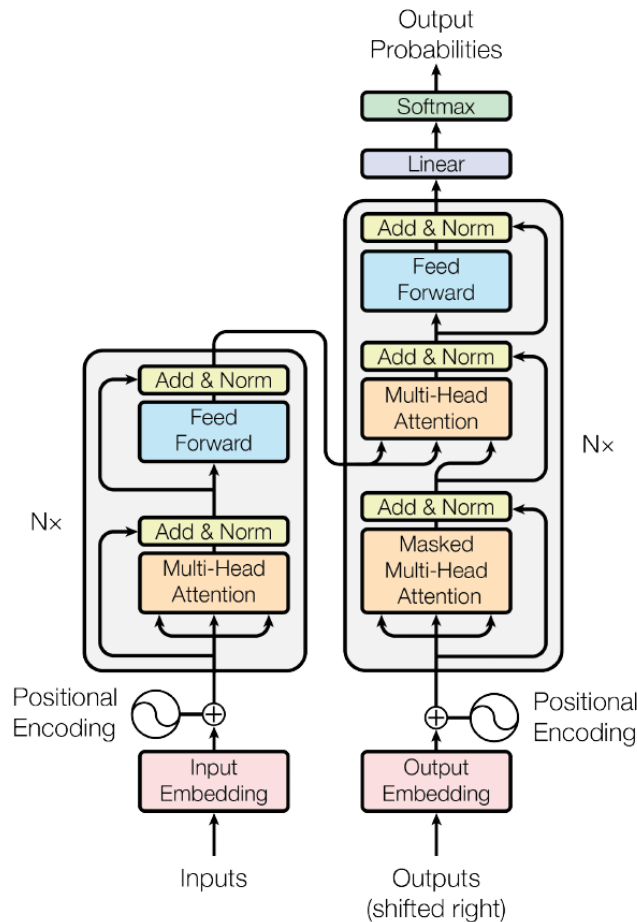 Output
Probabilities
Softmax
Linear
Add & Norm
Feed
Forward
Add & Norm
Multi-Head
Attention
Add & Norm
Masked
Multi-Head
Attention
N×
Add & Norm
Feed
Forward
Add & Norm
Multi-Head
Attention
N×
Positional
Encoding
Positional
Encoding
Input
Embedding
Output
Embedding
Inputs
Outputs
(shifted right)